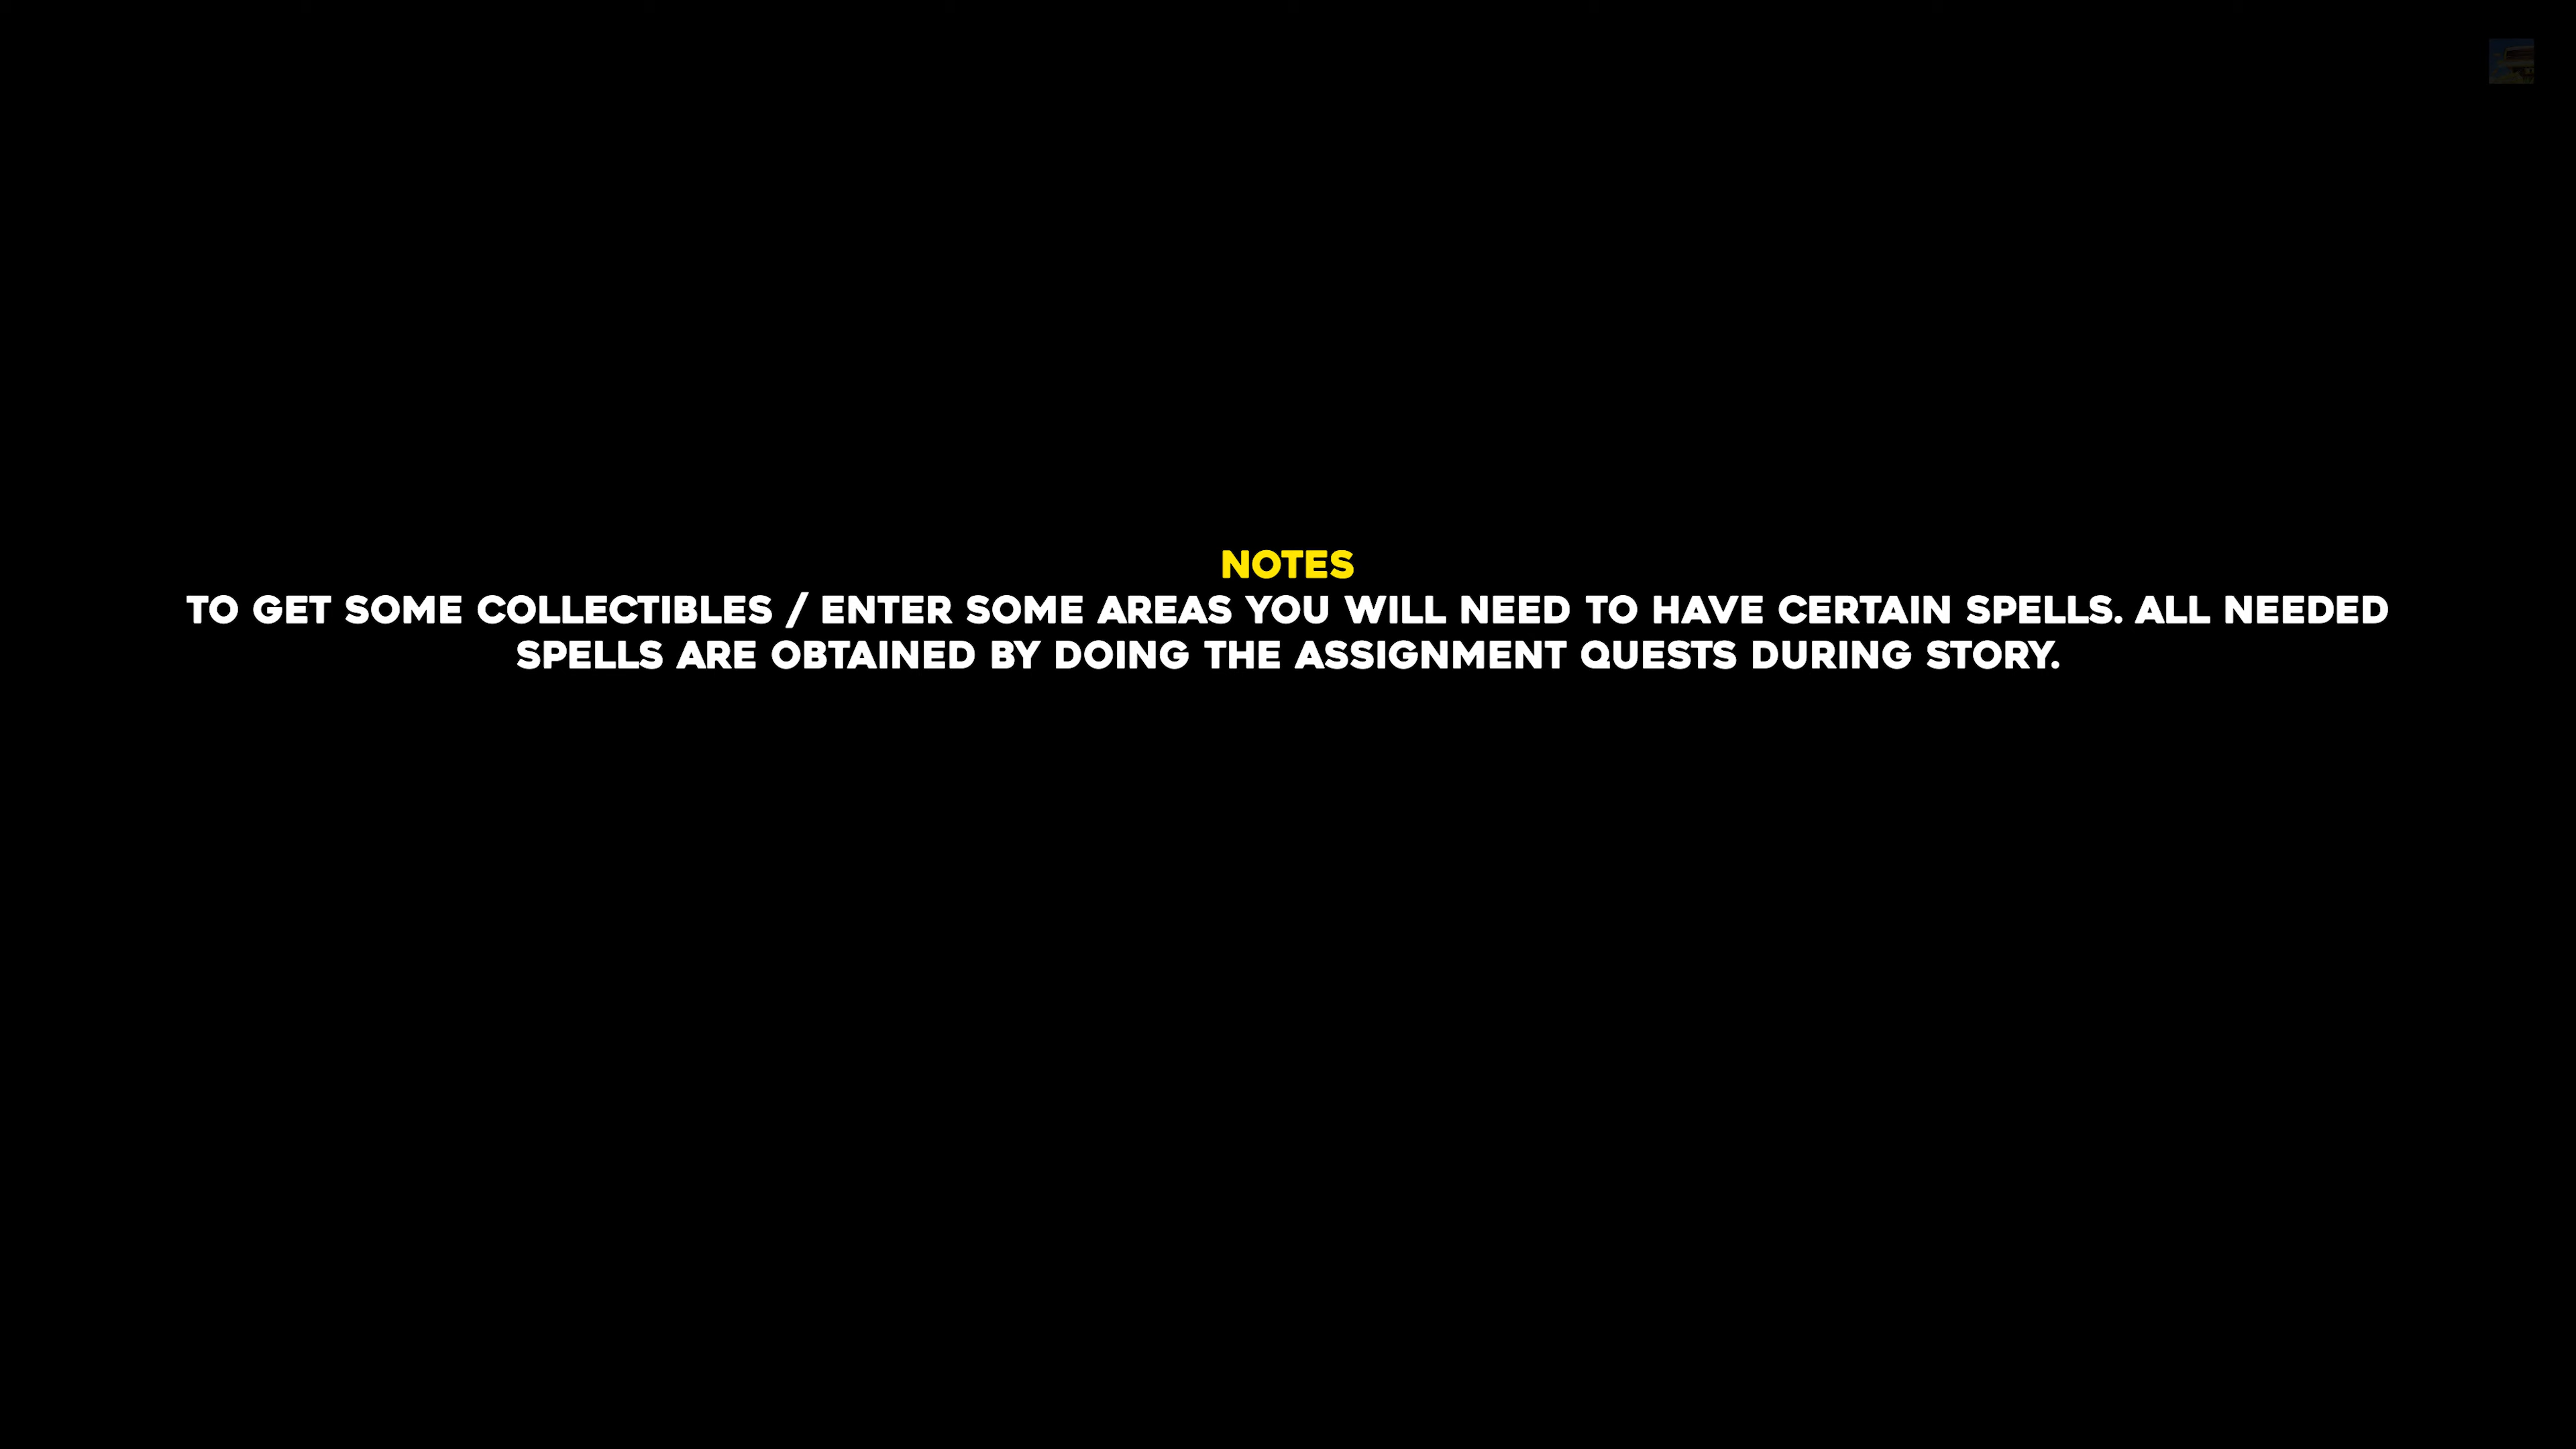 NOTES
TO GET SOME COLLECTIBLES / ENTER SOME AREAS YOU WILL NEED TO HAVE CERTAIN SPELLS. ALL NEEDED
SPELLS ARE OBTAINED BY DOING THE ASSIGNMENT QUESTS DURING STORY.